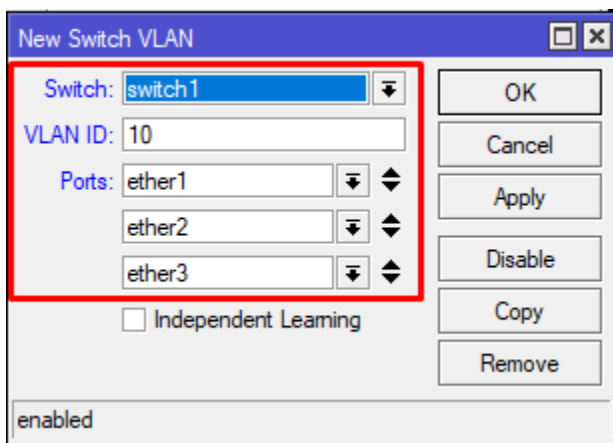 New Switch VLAN
Switch: switch1
VLAN ID: 10
Ports: ether1
ether2
ether3
Independent Learning
OK
Cancel
Apply
Disable
Copy
Remove
enabled